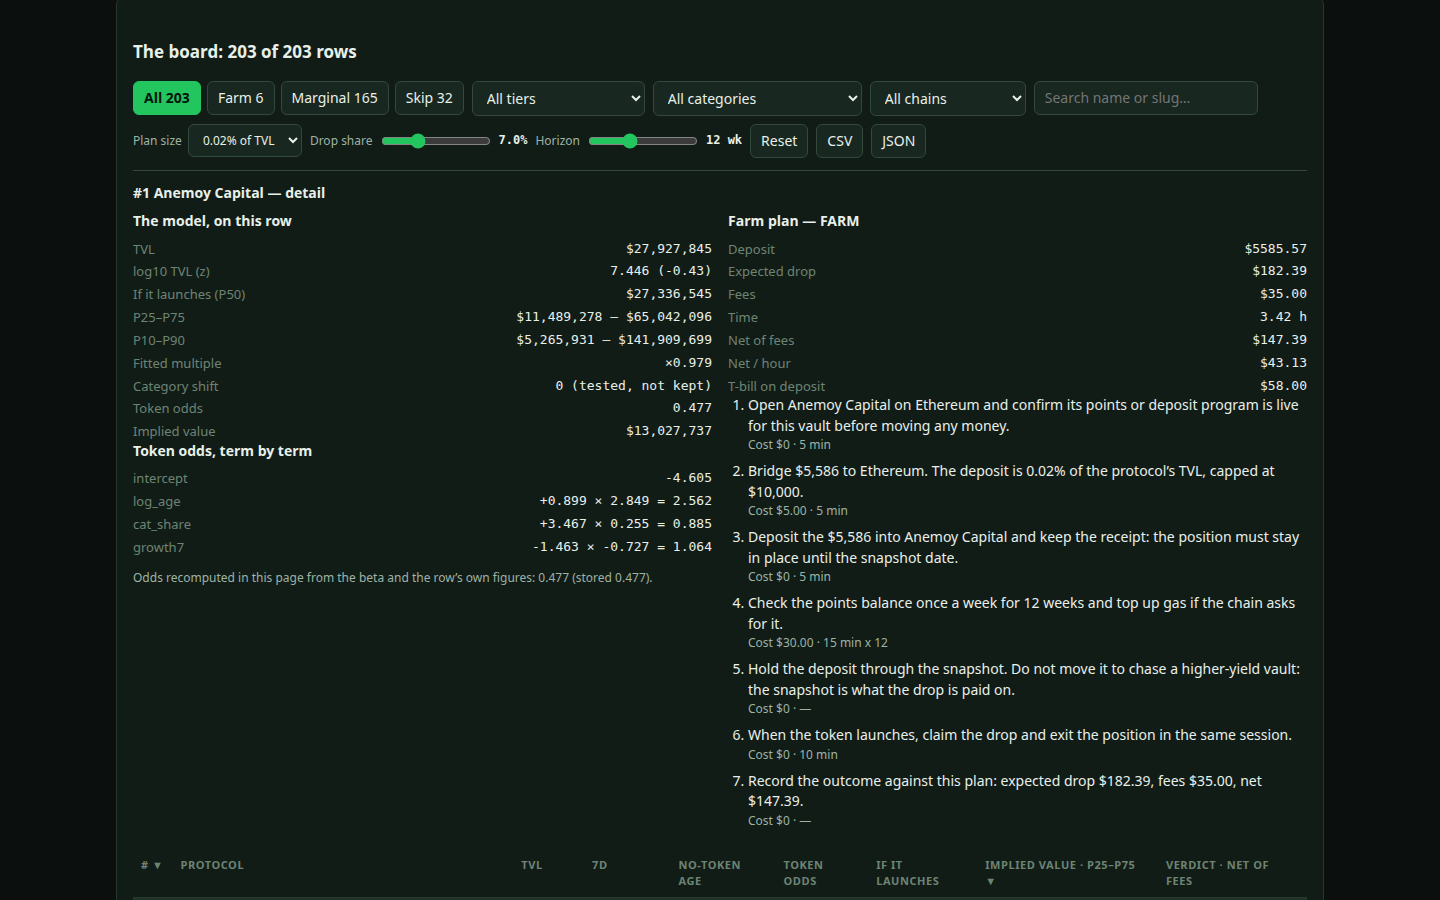 The board: 203 of 203 rows
All 203
Farm 6
Marginal 165
Skip 32
All tiers
All categories
All chains
Search name or slug...
Plan size
0.02% of TVL
Drop share
7.0%
Horizon
12 wk
Reset
CSV
JSON
#1 Anemoy Capital — detail
The model, on this row
TVL $27,927,845
log10 TVL (z) 7.446 (-0.43)
If it launches (P50) $27,336,545
P25–P75 $11,489,278 – $65,042,096
P10–P90 $5,265,931 – $141,909,699
Fitted multiple ×0.979
Category shift 0 (tested, not kept)
Token odds 0.477
Implied value $13,027,737
Token odds, term by term
intercept -4.605
log_age +0.899 × 2.849 = 2.562
cat_share +3.467 × 0.255 = 0.885
growth7 -1.463 × -0.727 = 1.064
Odds recomputed in this page from the beta and the row's own figures: 0.477 (stored 0.477).
Farm plan — FARM
Deposit $5585.57
Expected drop $182.39
Fees $35.00
Time 3.42 h
Net of fees $147.39
Net / hour $43.13
T-bill on deposit $58.00
1. Open Anemoy Capital on Ethereum and confirm its points or deposit program is live
for this vault before moving any money.
Cost $0 · 5 min
2. Bridge $5,586 to Ethereum. The deposit is 0.02% of the protocol's TVL, capped at
$10,000.
Cost $5.00 · 5 min
3. Deposit the $5,586 into Anemoy Capital and keep the receipt: the position must stay
in place until the snapshot date.
Cost $0 · 5 min
4. Check the points balance once a week for 12 weeks and top up gas if the chain asks
for it.
Cost $30.00 · 15 min x 12
5. Hold the deposit through the snapshot. Do not move it to chase a higher-yield vault:
the snapshot is what the drop is paid on.
Cost $0 · —
6. When the token launches, claim the drop and exit the position in the same session.
Cost $0 · 10 min
7. Record the outcome against this plan: expected drop $182.39, fees $35.00, net
$147.39.
Cost $0 · —
# ▼
PROTOCOL
TVL
7D
NO-TOKEN
AGE
TOKEN
ODDS
IF IT
LAUNCHES
IMPLIED VALUE · P25–P75
▼
VERDICT · NET OF
FEES